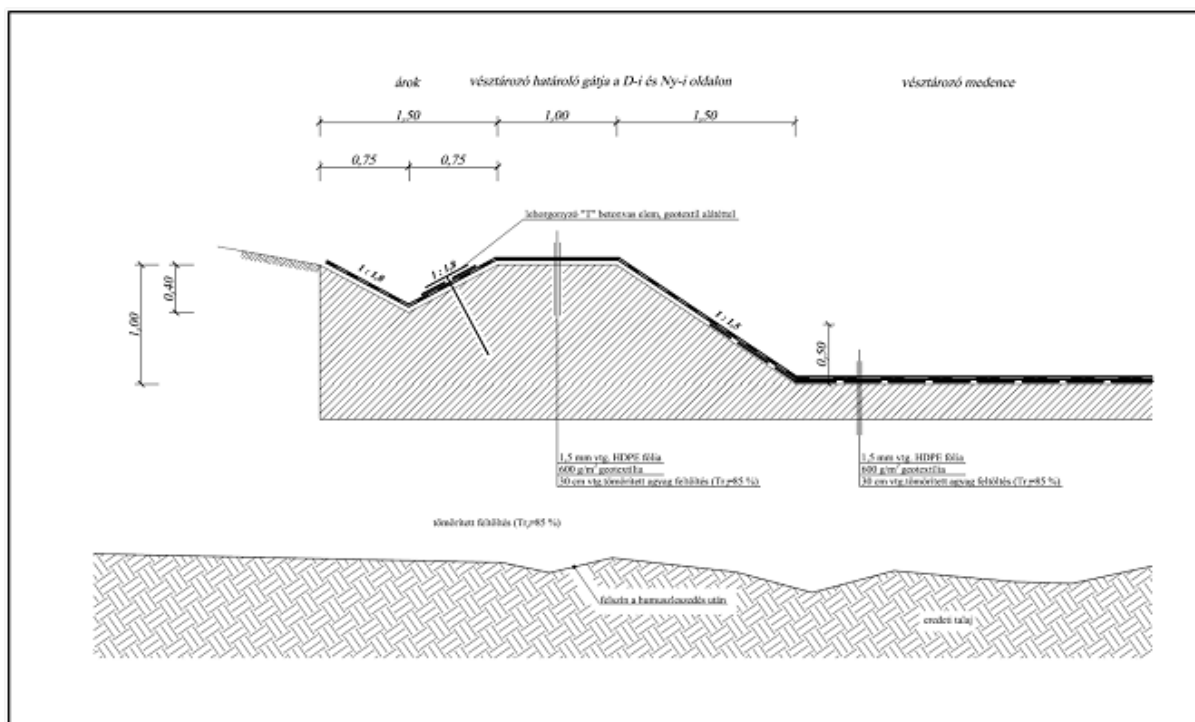 árok
vésztározó határoló gátja a D-i és Ny-i oldalon
vésztározó medence
1,50
1,00
1,50
0,75
0,75
lehorgonyzó "T" betonvas elem, geotextil alátéttel
1 : 1,8
1 : 1,8
0,40
1,00
1 : 1,5
0,50
1,5 mm vtg. HDPE fólia
600 g/m² geotextília
30 cm vtg.tömörített agyag feltöltés (Trρ=85 %)
1,5 mm vtg. HDPE fólia
600 g/m² geotextília
30 cm vtg.tömörített agyag feltöltés (Trρ=85 %)
tömörített feltöltés (Trρ=85 %)
felszín a humuszleszedés után
eredeti talaj